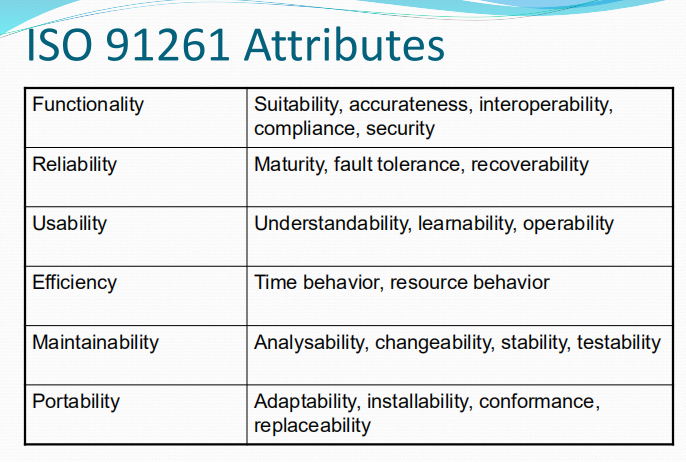 ISO 91261 Attributes
Functionality
Suitability, accurateness, interoperability,
compliance, security
Reliability
Maturity, fault tolerance, recoverability
Usability
Understandability, learnability, operability
Efficiency
Time behavior, resource behavior
Maintainability
Analysability, changeability, stability, testability
Portability
Adaptability, installability, conformance,
replaceability